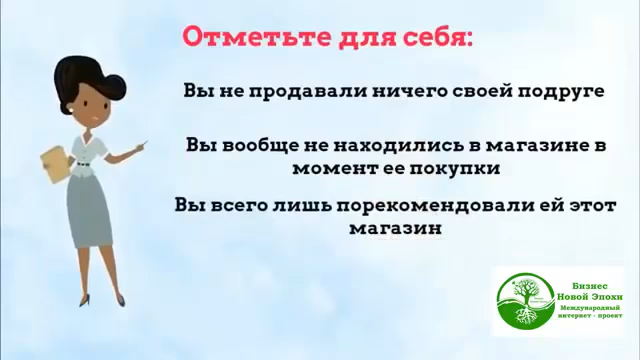 Отметьте для себя:
Вы не продавали ничего своей подруге
Вы вообще не находились в магазине в
момент ее покупки
Вы всего лишь порекомендовали ей этот
магазин
Бизнес
Новой Эпохи
Международный
интернет - проект